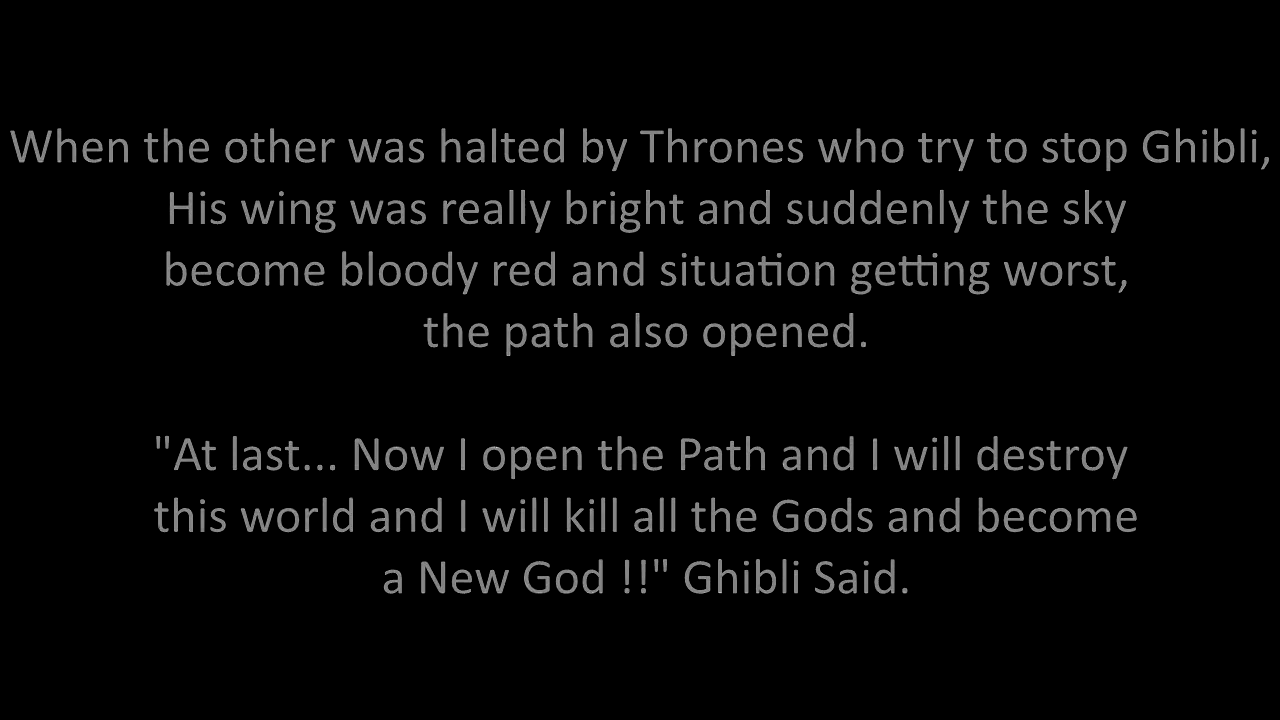 When the other was halted by Thrones who try to stop Ghibli,
His wing was really bright and suddenly the sky
become bloody red and situation getting worst,
the path also opened.
"At last... Now I open the Path and I will destroy
this world and I will kill all the Gods and become
a New God !!" Ghibli Said.